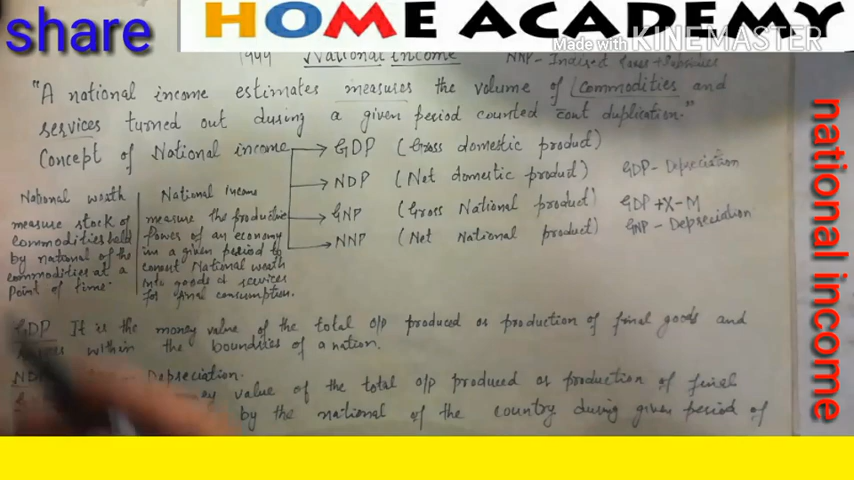 share
HOME ACADEMY
Made with KINEMASTER
1949 National income NNP - Indirect taxes + Subsidies
"A national income estimates measures the volume of commodities and
services turned out during a given period counted cout duplication."
Concept of National income
GDP (Gross domestic product)
NDP (Net domestic product) GDP - Depreciation
GNP (Gross National product) GDP + X - M
NNP (Net National product) GNP - Depreciation
National worth
measure stock of
commodities held
by national of the
commodities at a
point of time.
National Income
measure the productive
Power of an economy
in a given period to
convert National worth
into goods & services
for final consumption.
GDP It is the money value of the total o/p produced or production of final goods and
within the boundries of a nation.
NDP Depreciation.
value of the total o/p produced or production of final
by the national of the country during given period of
national income